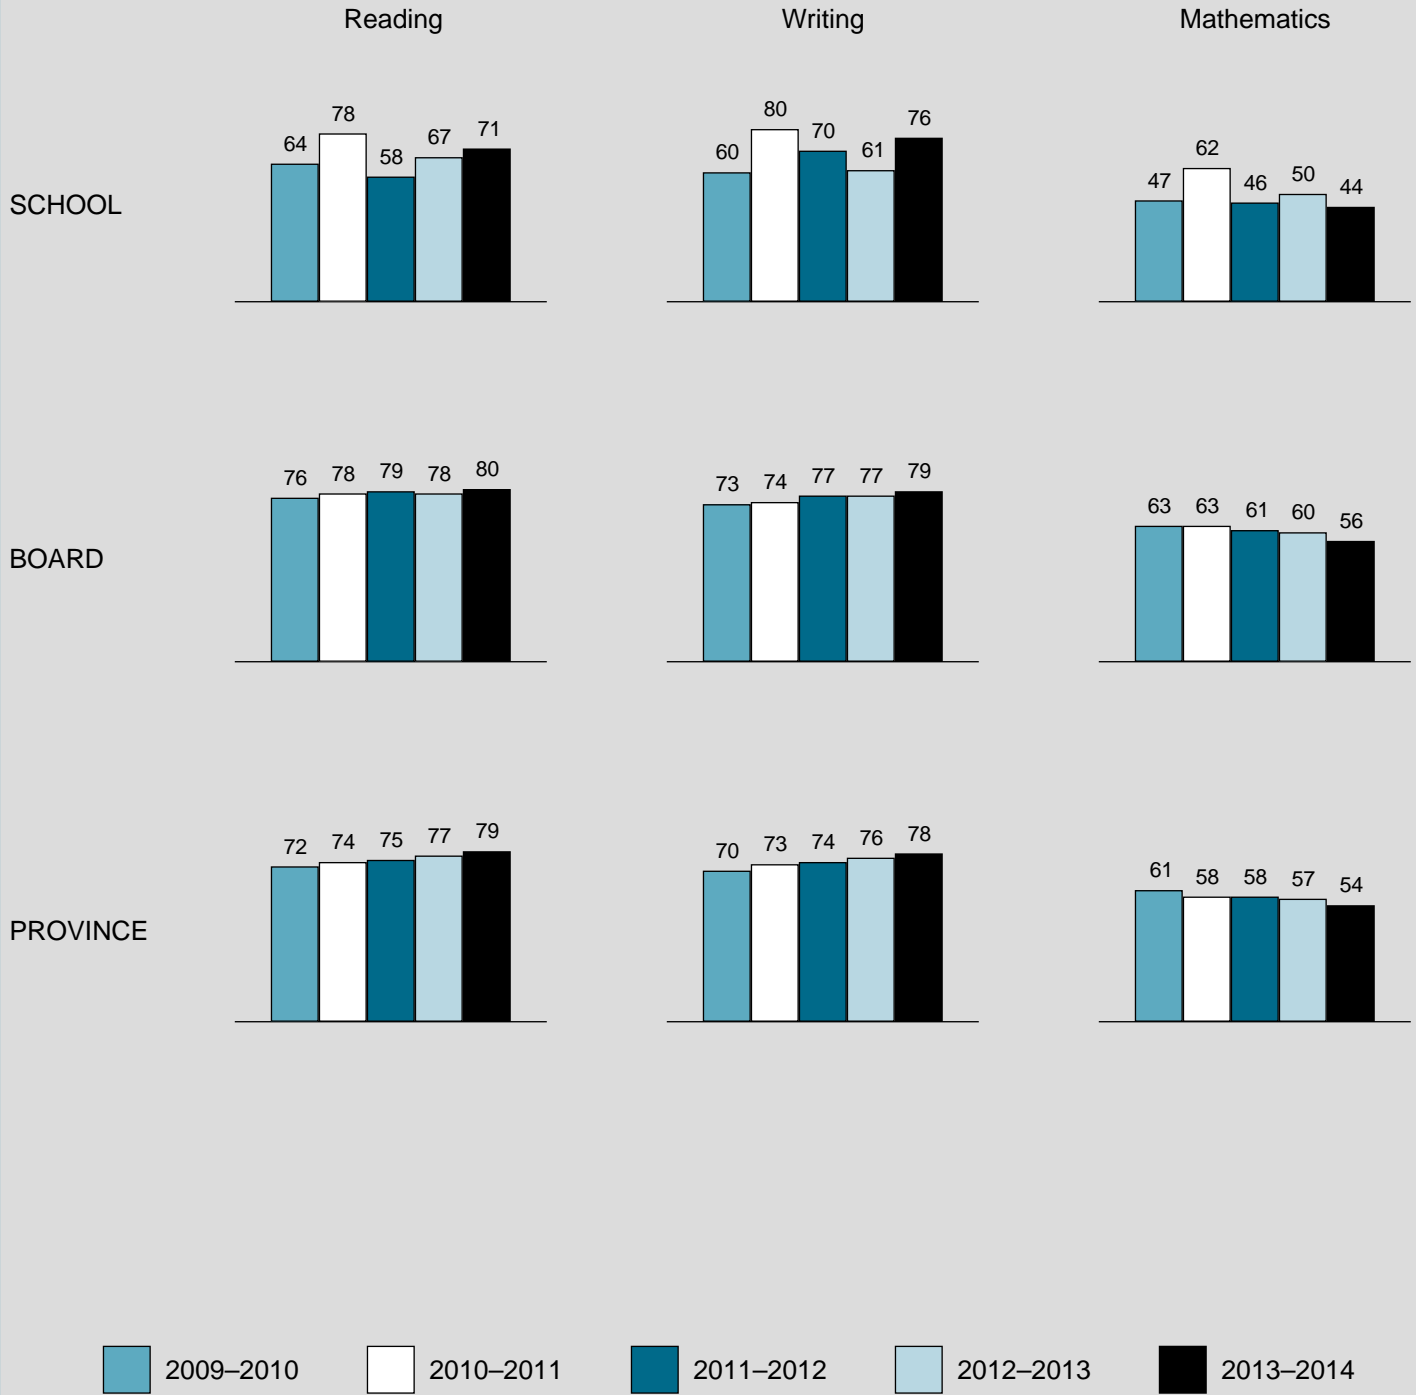 Reading Writing Mathematics
64 78 58 67 71
60 80 70 61 76
47 62 46 50 44
SCHOOL
76 78 79 78 80
73 74 77 77 79
63 63 61 60 56
BOARD
72 74 75 77 79
70 73 74 76 78
61 58 58 57 54
PROVINCE
2009–2010 2010–2011 2011–2012 2012–2013 2013–2014